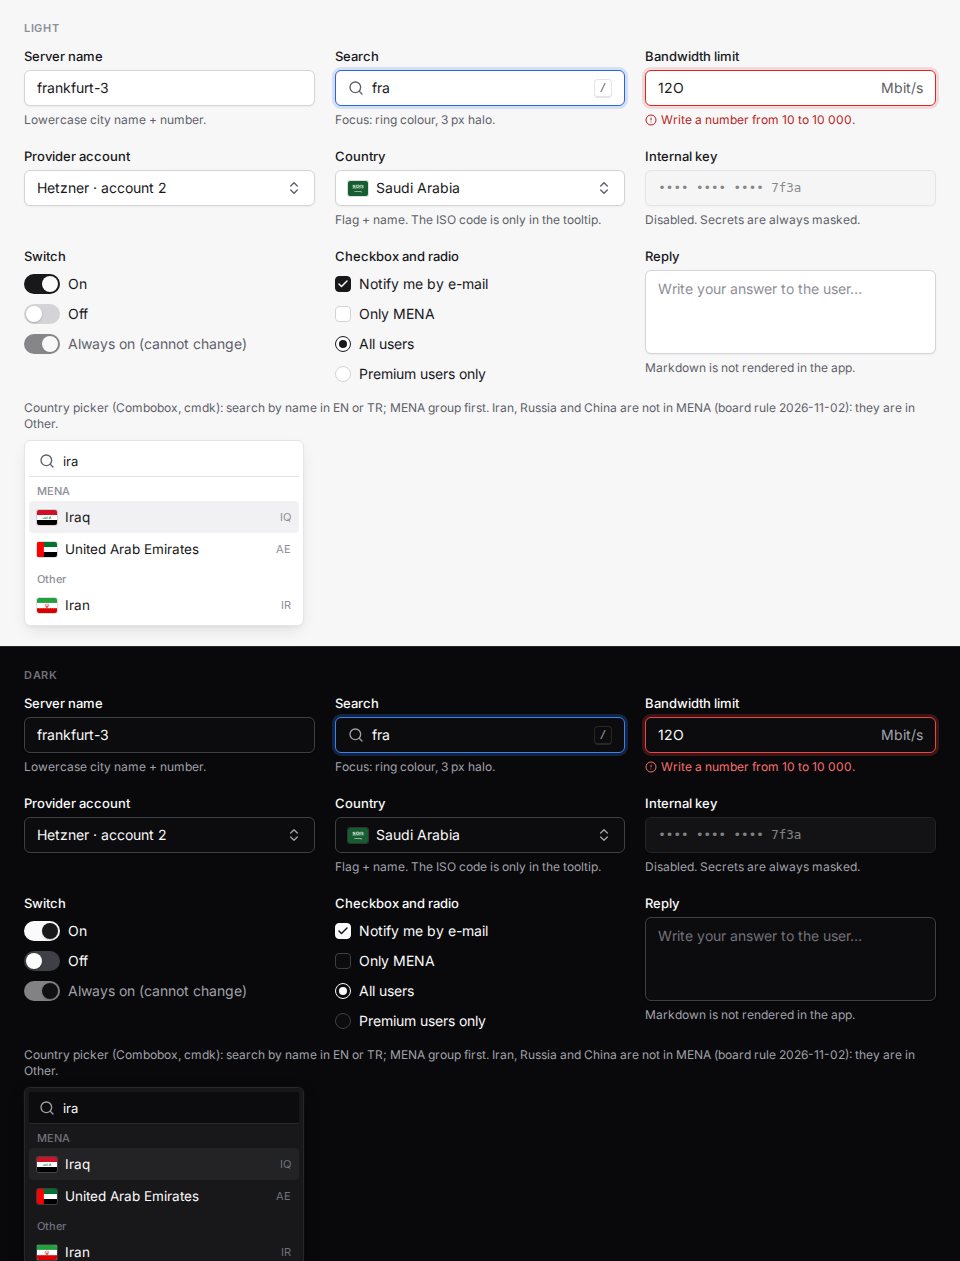 LIGHT
Server name
Search
Bandwidth limit
frankfurt-3
fra
/
12O
Mbit/s
Lowercase city name + number.
Focus: ring colour, 3 px halo.
Write a number from 10 to 10 000.
Provider account
Country
Internal key
Hetzner · account 2
Saudi Arabia
•••• •••• •••• 7f3a
Flag + name. The ISO code is only in the tooltip.
Disabled. Secrets are always masked.
Switch
Checkbox and radio
Reply
On
Notify me by e-mail
Write your answer to the user...
Off
Only MENA
Always on (cannot change)
All users
Markdown is not rendered in the app.
Premium users only
Country picker (Combobox, cmdk): search by name in EN or TR; MENA group first. Iran, Russia and China are not in MENA (board rule 2026-11-02): they are in
Other.
ira
MENA
Iraq
IQ
United Arab Emirates
AE
Other
Iran
IR
DARK
Server name
Search
Bandwidth limit
frankfurt-3
fra
/
12O
Mbit/s
Lowercase city name + number.
Focus: ring colour, 3 px halo.
Write a number from 10 to 10 000.
Provider account
Country
Internal key
Hetzner · account 2
Saudi Arabia
•••• •••• •••• 7f3a
Flag + name. The ISO code is only in the tooltip.
Disabled. Secrets are always masked.
Switch
Checkbox and radio
Reply
On
Notify me by e-mail
Write your answer to the user...
Off
Only MENA
Always on (cannot change)
All users
Markdown is not rendered in the app.
Premium users only
Country picker (Combobox, cmdk): search by name in EN or TR; MENA group first. Iran, Russia and China are not in MENA (board rule 2026-11-02): they are in
Other.
ira
MENA
Iraq
IQ
United Arab Emirates
AE
Other
Iran
IR